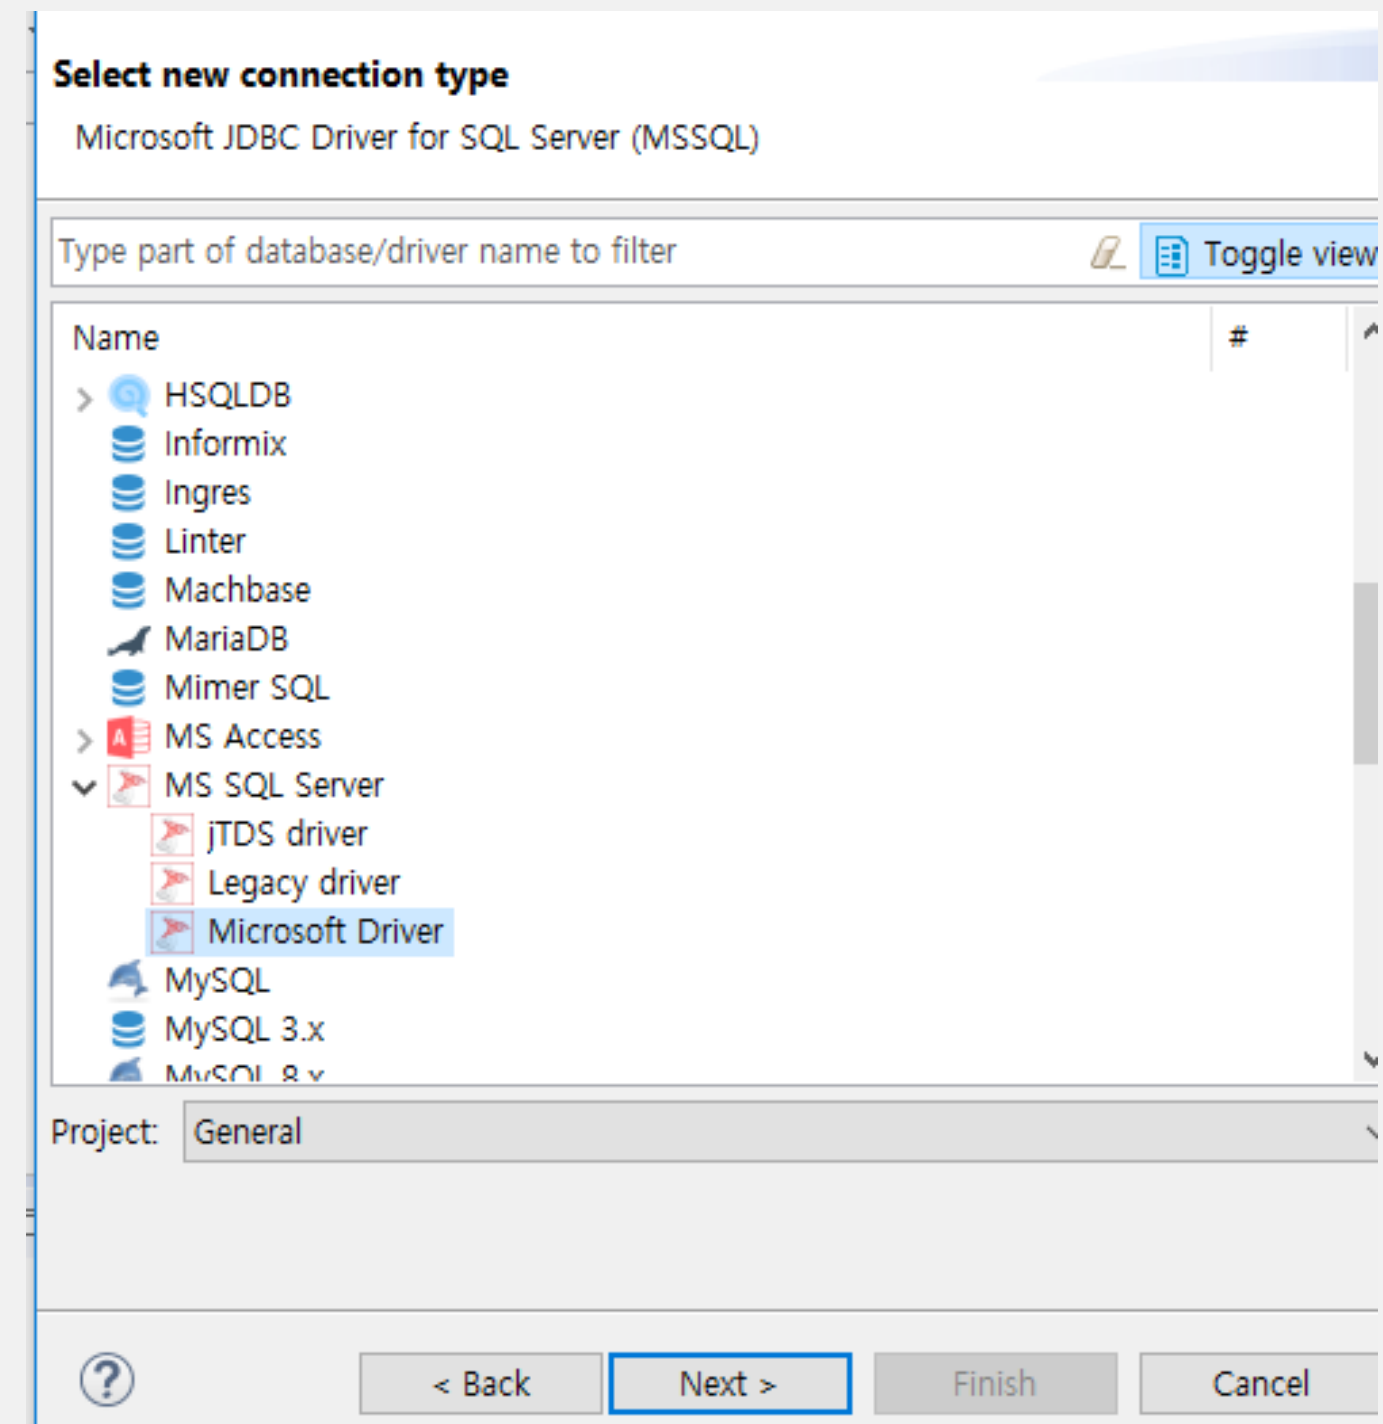 Select new connection type
Microsoft JDBC Driver for SQL Server (MSSQL)
Type part of database/driver name to filter
Toggle view
Name #
HSQLDB
Informix
Ingres
Linter
Machbase
MariaDB
Mimer SQL
A MS Access
MS SQL Server
jTDS driver
Legacy driver
Microsoft Driver
MySQL
MySQL 3.x
MySQL 8.x
Project: General
? < Back Next > Finish Cancel